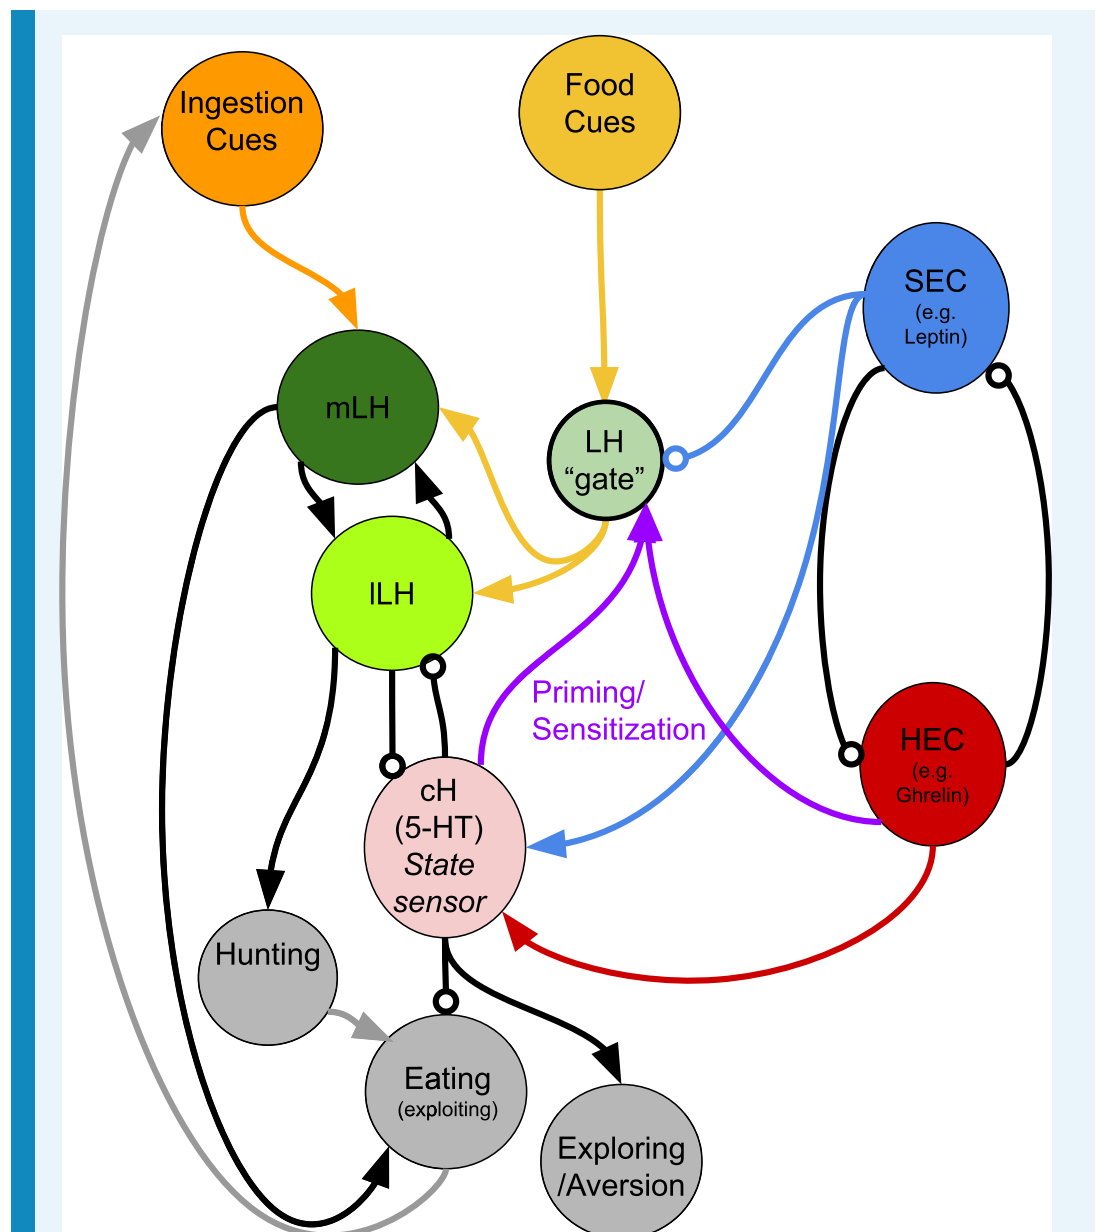 Ingestion
Cues
Food
Cues
SEC
(e.g.
Leptin)
mLH
LH
“gate”
lLH
Priming/
Sensitization
HEC
(e.g.
Ghrelin)
cH
(5-HT)
State
sensor
Hunting
Eating
(exploiting)
Exploring
/Aversion